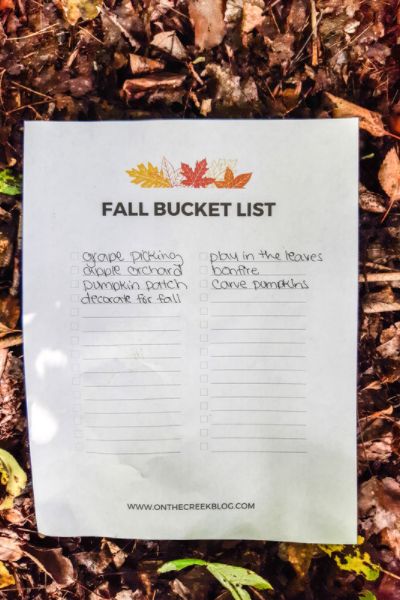 FALL BUCKET LIST
grape picking
apple orchard
pumpkin patch
decorate for fall
play in the leaves
bonfire
carve pumpkins
WWW.ONTHECREEKBLOG.COM